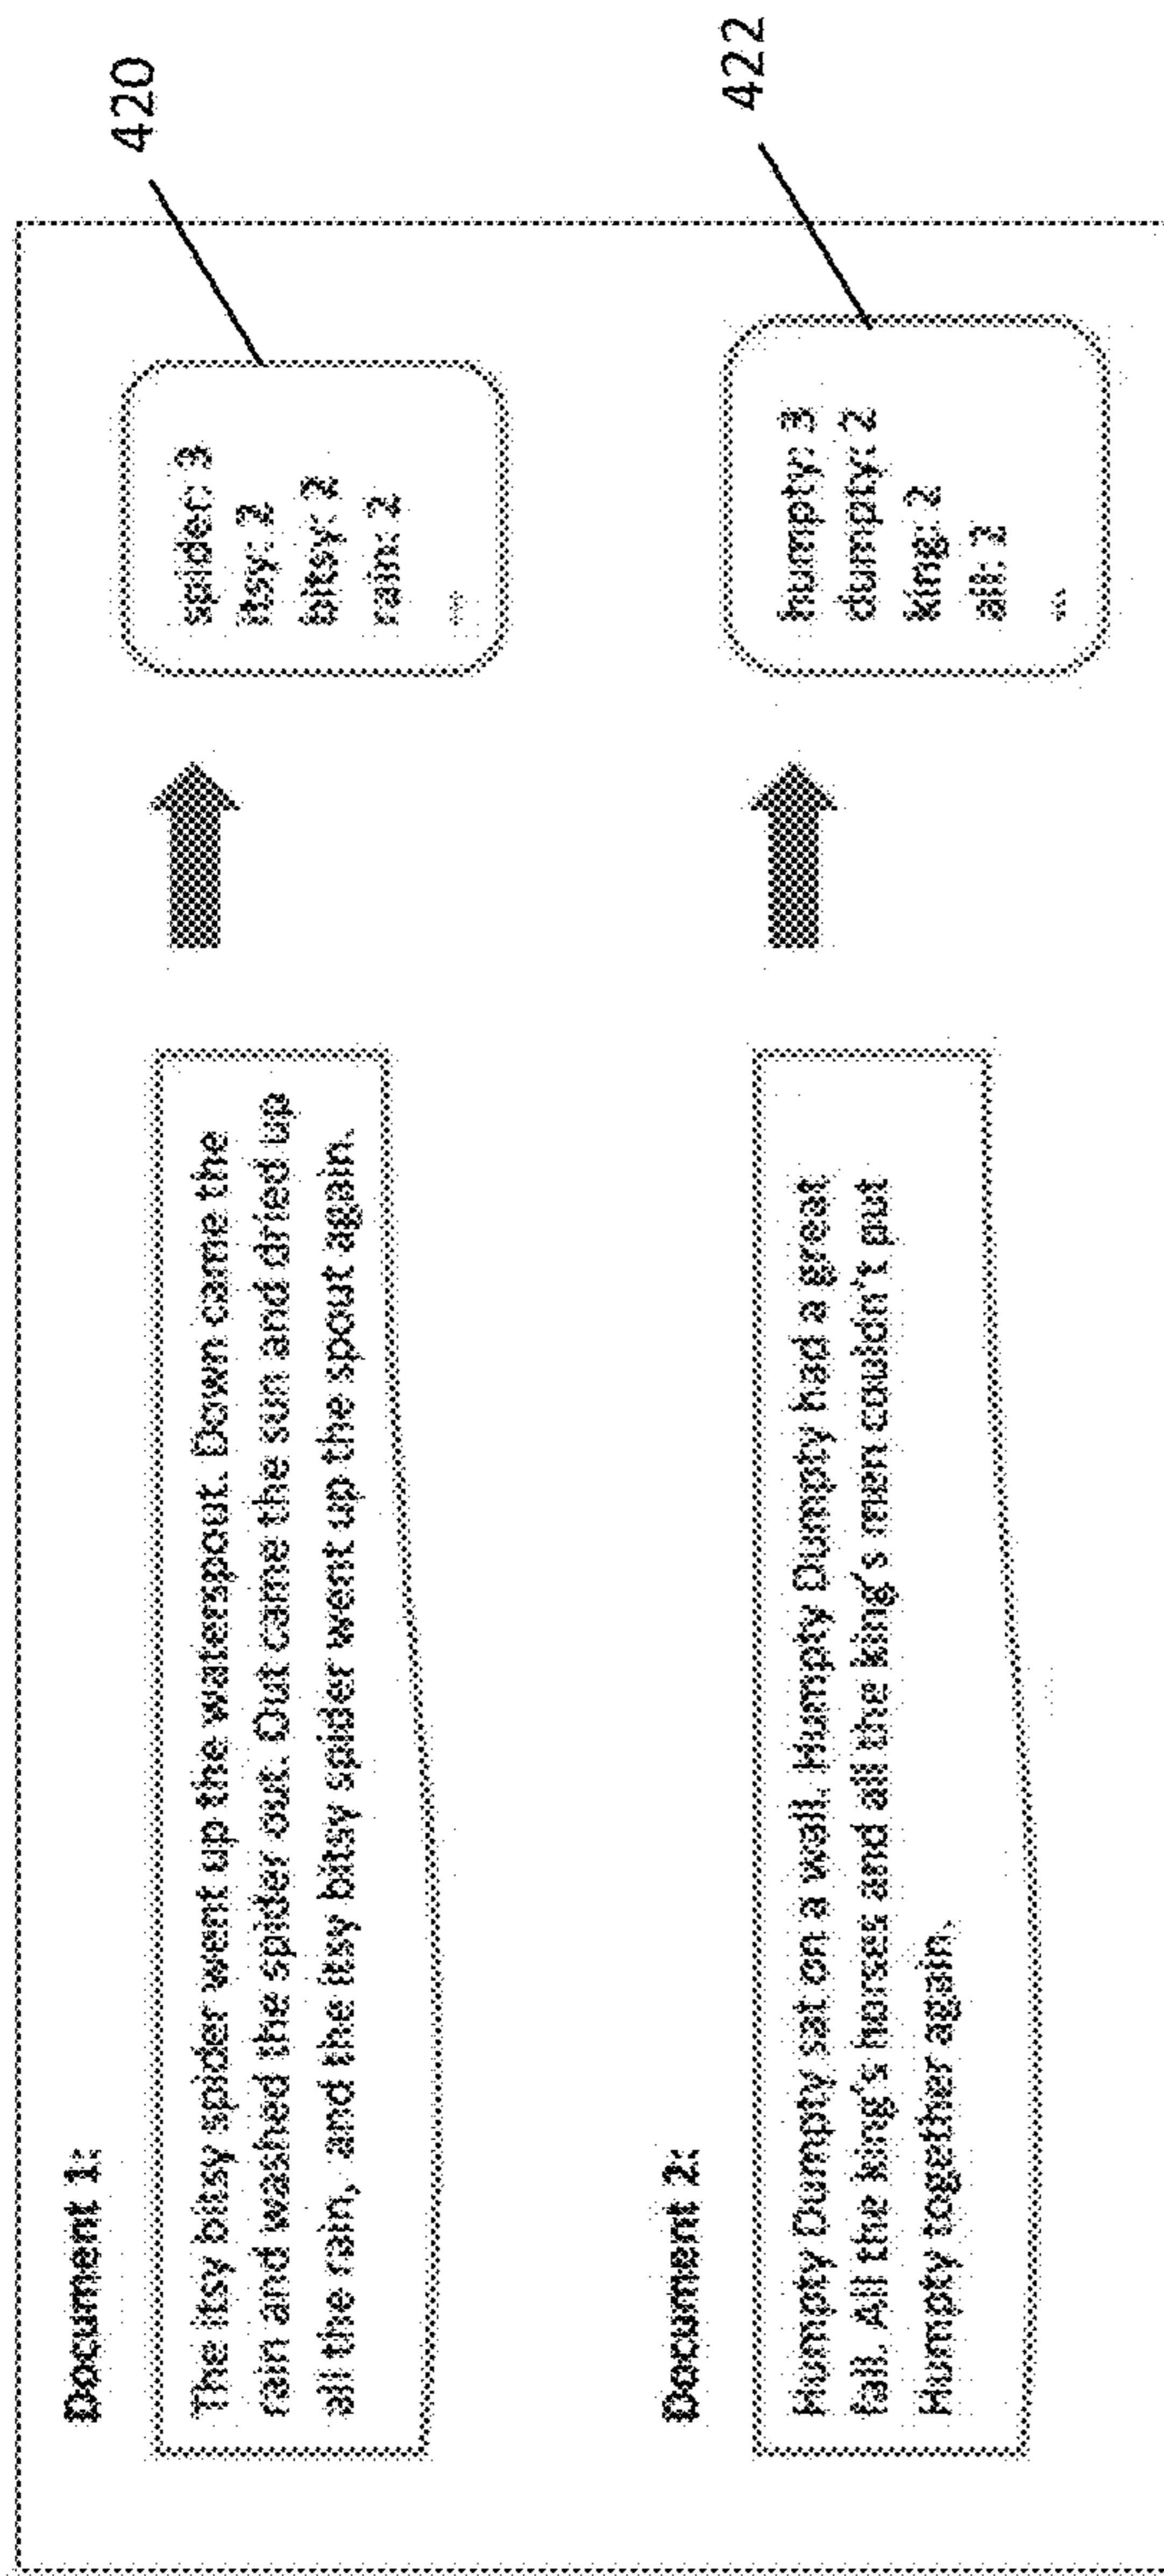 Document 1:
The itsy bitsy spider went up the waterspout. Down came the
rain and washed the spider out. Out came the sun and dried up
all the rain, and the itsy bitsy spider went up the spout again.
spider: 3
itsy: 2
bitsy: 2
rain: 2
...
420
Document 2:
Humpty Dumpty sat on a wall. Humpty Dumpty had a great
fall. All the king's horses and all the king's men couldn't put
Humpty together again.
humpty: 3
dumpty: 2
king: 2
all: 2
...
422